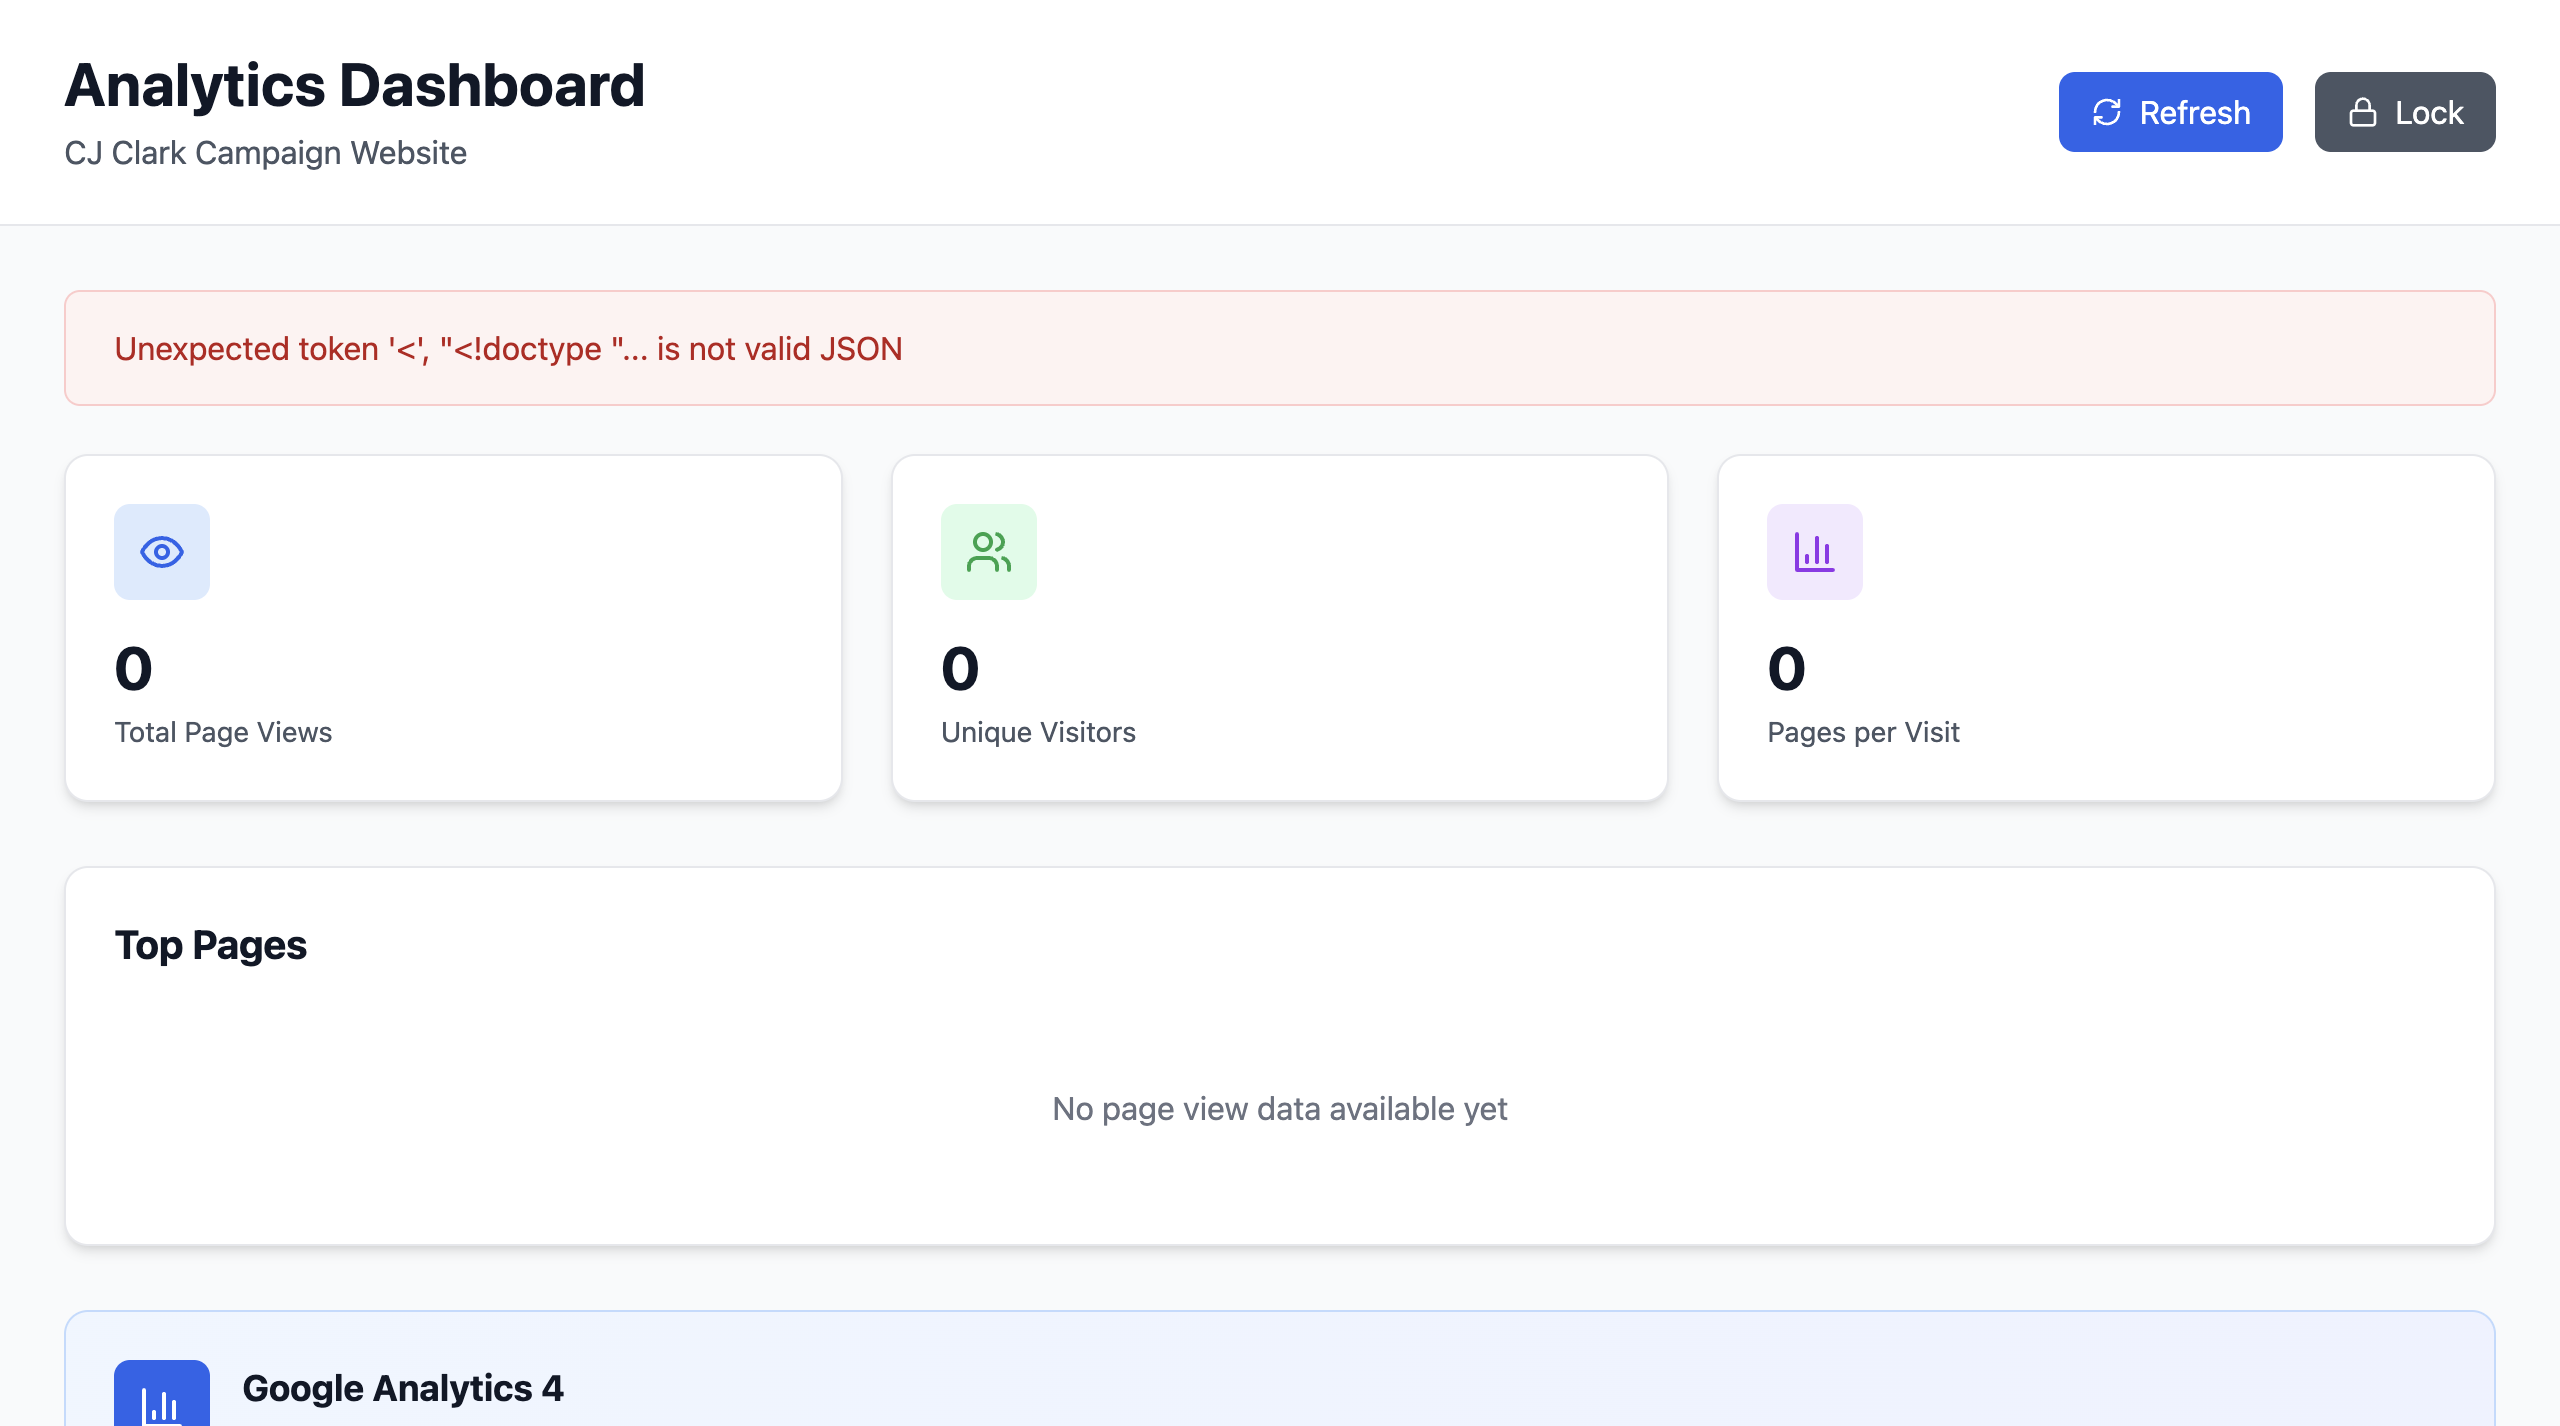 Analytics Dashboard
CJ Clark Campaign Website
Refresh
Lock
Unexpected token '<', "<!doctype "... is not valid JSON
0
Total Page Views
0
Unique Visitors
0
Pages per Visit
Top Pages
No page view data available yet
Google Analytics 4